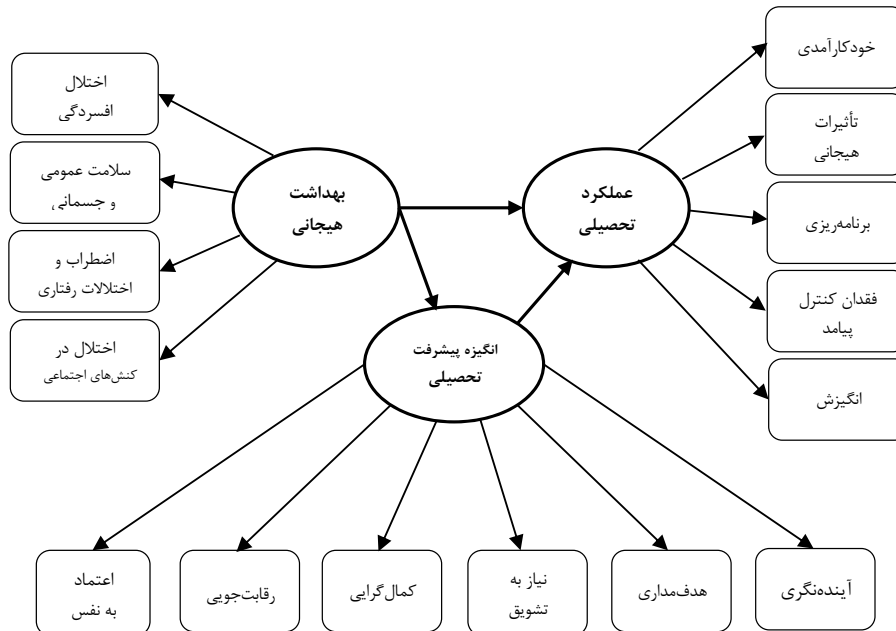 خودکارآمدی
تأثیرات
هیجانی
برنامه‌ریزی
فقدان کنترل
پیامد
انگیزش
عملکرد
تحصیلی
بهداشت
هیجانی
اختلال
افسردگی
سلامت عمومی
و جسمانی
اضطراب و
اختلالات رفتاری
اختلال در
کنش‌های اجتماعی
انگیزه پیشرفت
تحصیلی
آینده‌نگری
هدف‌مداری
نیاز به
تشویق
کمال‌گرایی
رقابت‌جویی
اعتماد
به نفس